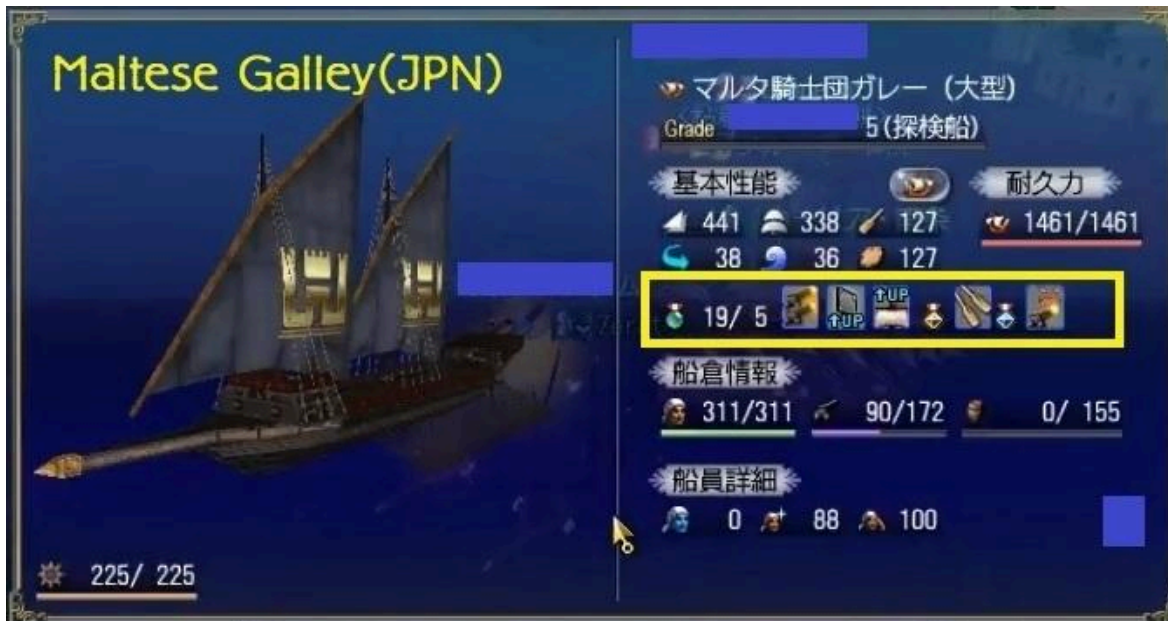 Maltese Galley(JPN)
マルタ騎士団ガレー (大型)
Grade 5(探検船)
基本性能
耐久力
441 338 127 1461/1461
38 36 127
19/ 5 ↑UP ↑UP
船倉情報
311/311 90/172 0/ 155
船員詳細
0 88 100
225/ 225